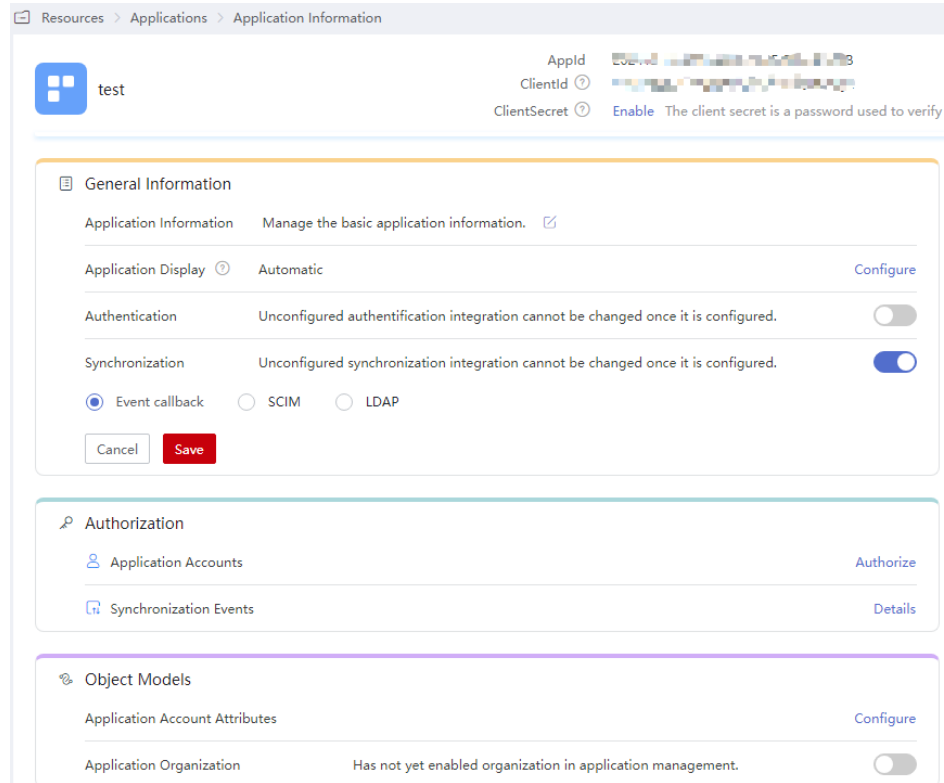 Resources > Applications > Application Information
test
AppId
ClientId
ClientSecret Enable The client secret is a password used to verify
General Information
Application Information Manage the basic application information.
Application Display Automatic Configure
Authentication Unconfigured authentification integration cannot be changed once it is configured.
Synchronization Unconfigured synchronization integration cannot be changed once it is configured.
Event callback SCIM LDAP
Cancel Save
Authorization
Application Accounts Authorize
Synchronization Events Details
Object Models
Application Account Attributes Configure
Application Organization Has not yet enabled organization in application management.